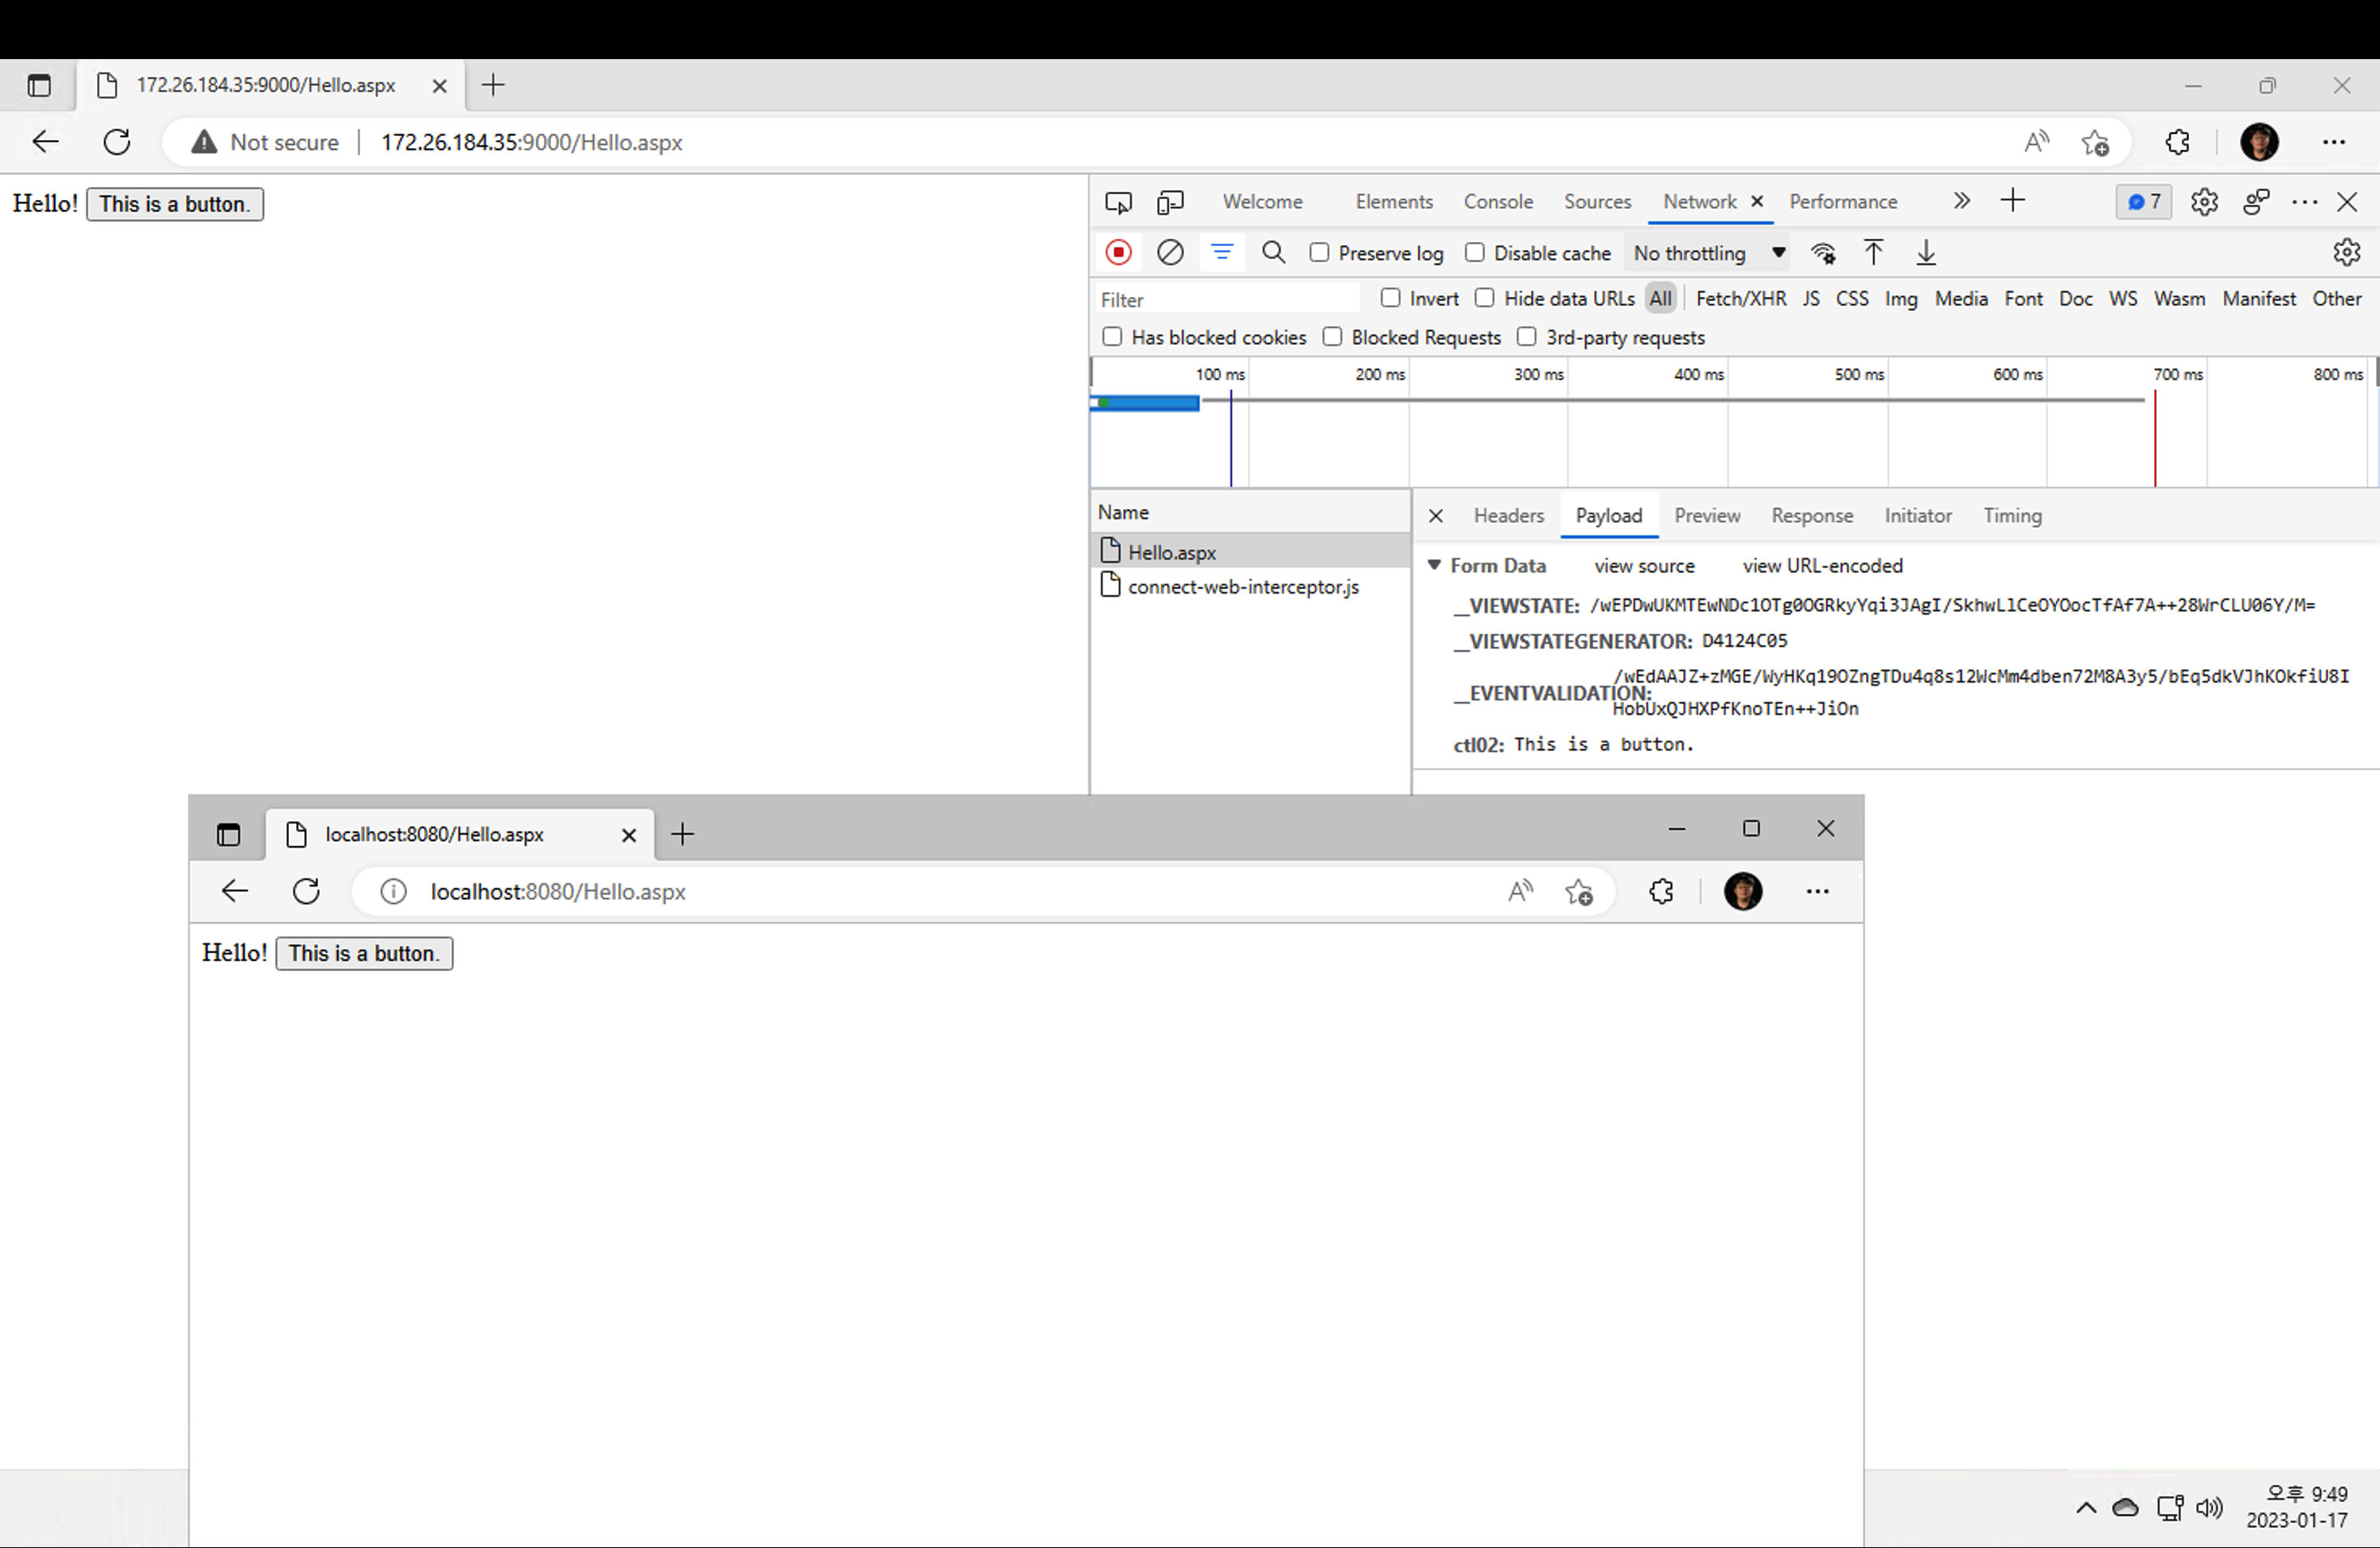 172.26.184.35:9000/Hello.aspx
Not secure 172.26.184.35:9000/Hello.aspx
Hello! This is a button.
Welcome Elements Console Sources Network Performance 7
Preserve log Disable cache No throttling
Filter Invert Hide data URLs All Fetch/XHR JS CSS Img Media Font Doc WS Wasm Manifest Other
Has blocked cookies Blocked Requests 3rd-party requests
100 ms 200 ms 300 ms 400 ms 500 ms 600 ms 700 ms 800 ms
Name
Hello.aspx
connect-web-interceptor.js
Headers Payload Preview Response Initiator Timing
Form Data view source view URL-encoded
__VIEWSTATE: /wEPDwUKMTEwNDc1OTg0OGRkyYqi3JAgI/SkhwLlCeOYOocTfAf7A++28WrCLU06Y/M=
__VIEWSTATEGENERATOR: D4124C05
__EVENTVALIDATION: /wEdAAJZ+zMGE/WyHKq19OZngTDu4q8s12WcMm4dben72M8A3y5/bEq5dkVJhKOkfiU8I
HobUxQJHXPfKnoTEn++JiOn
ctl02: This is a button.
localhost:8080/Hello.aspx
localhost:8080/Hello.aspx
Hello! This is a button.
오후 9:49
2023-01-17